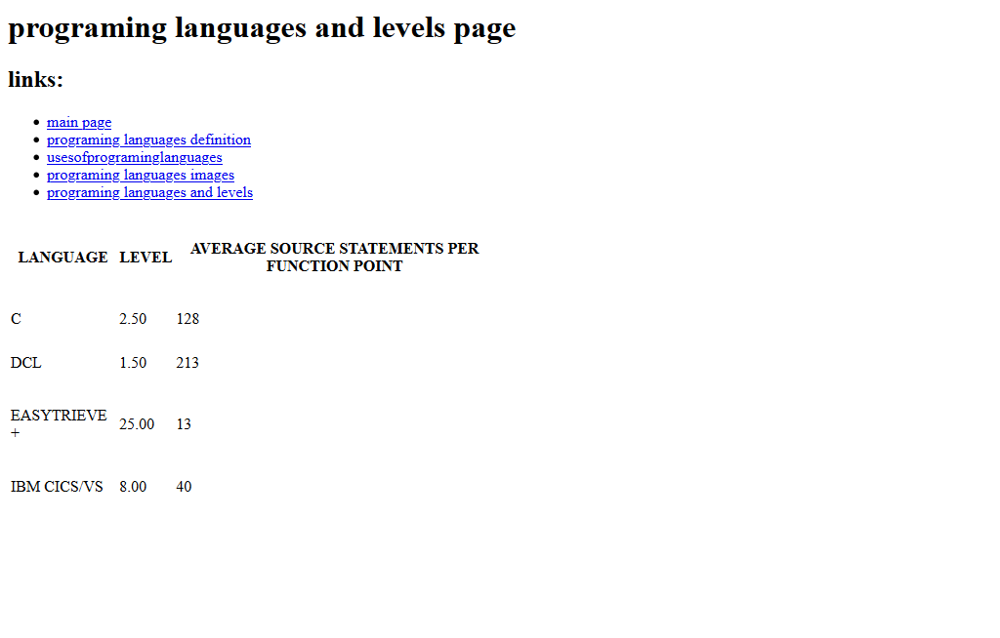 programing languages and levels page
links:
main page
programing languages definition
usesofprograminglanguages
programing languages images
programing languages and levels
LANGUAGE LEVEL AVERAGE SOURCE STATEMENTS PER
FUNCTION POINT
C 2.50 128
DCL 1.50 213
EASYTRIEVE
+ 25.00 13
IBM CICS/VS 8.00 40